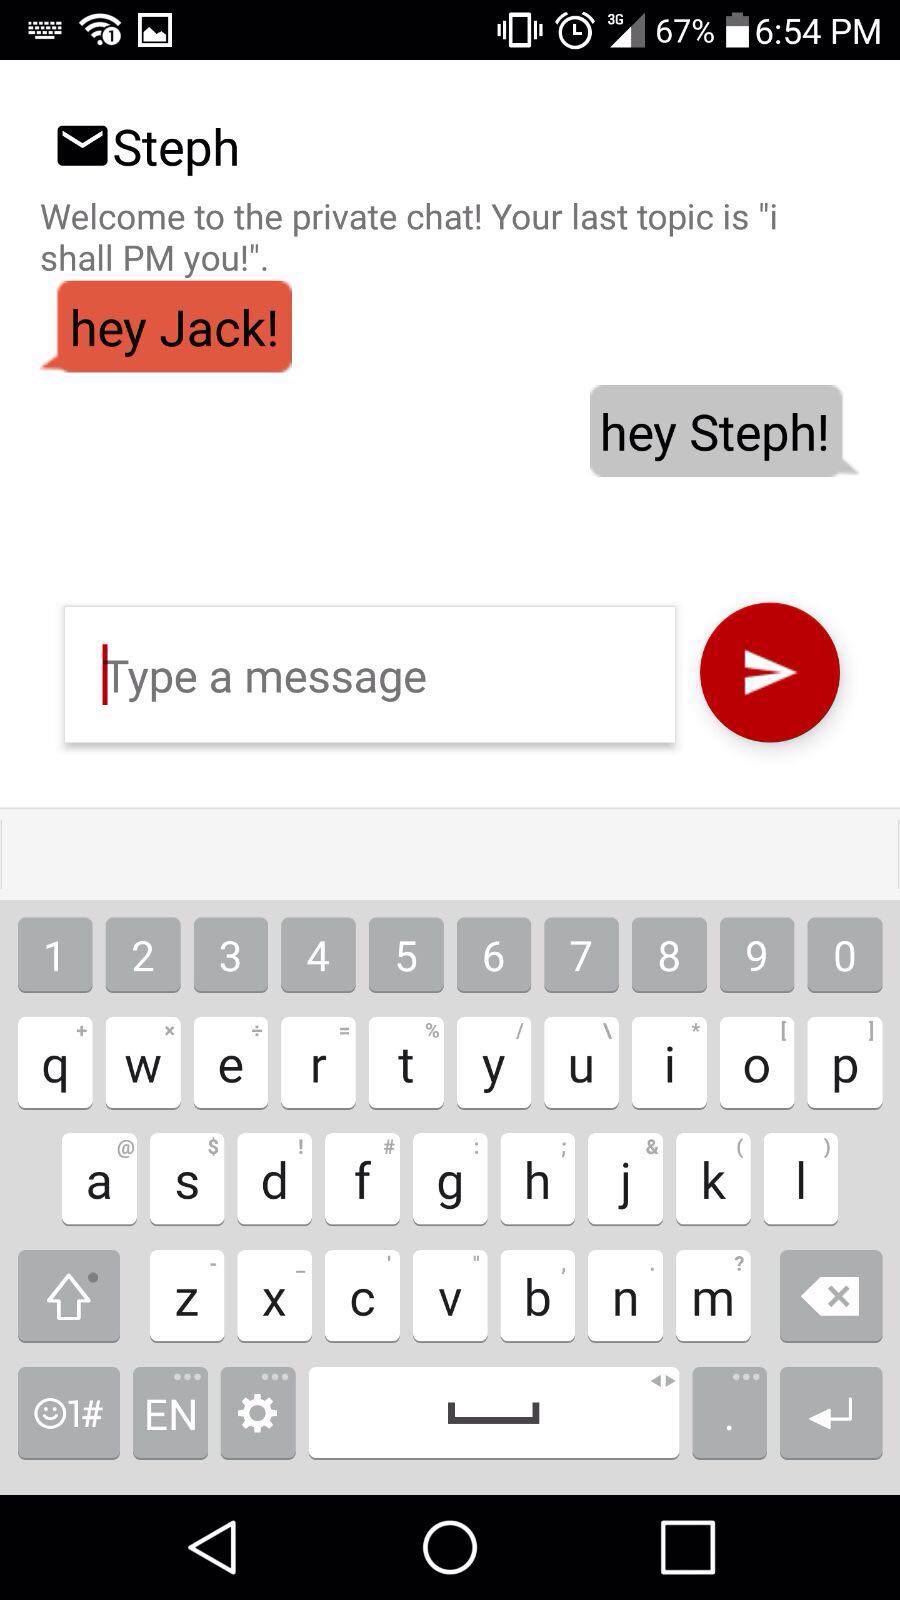 3G 67% 6:54 PM
Steph
Welcome to the private chat! Your last topic is "i
shall PM you!".
hey Jack!
hey Steph!
Type a message
1 2 3 4 5 6 7 8 9 0
+ × ÷ = % / \ * [ ]
q w e r t y u i o p
@ $ ! # : ; & ( )
a s d f g h j k l
- _ ' " , . ?
z x c v b n m
1# EN .